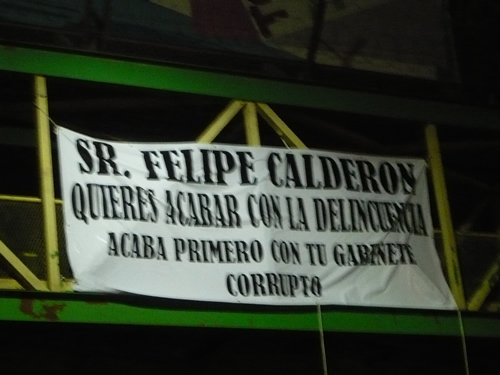 SR. FELIPE CALDERON
QUIERES ACABAR CON LA DELINCUENCIA
ACABA PRIMERO CON TU GABINETE
CORRUPTO